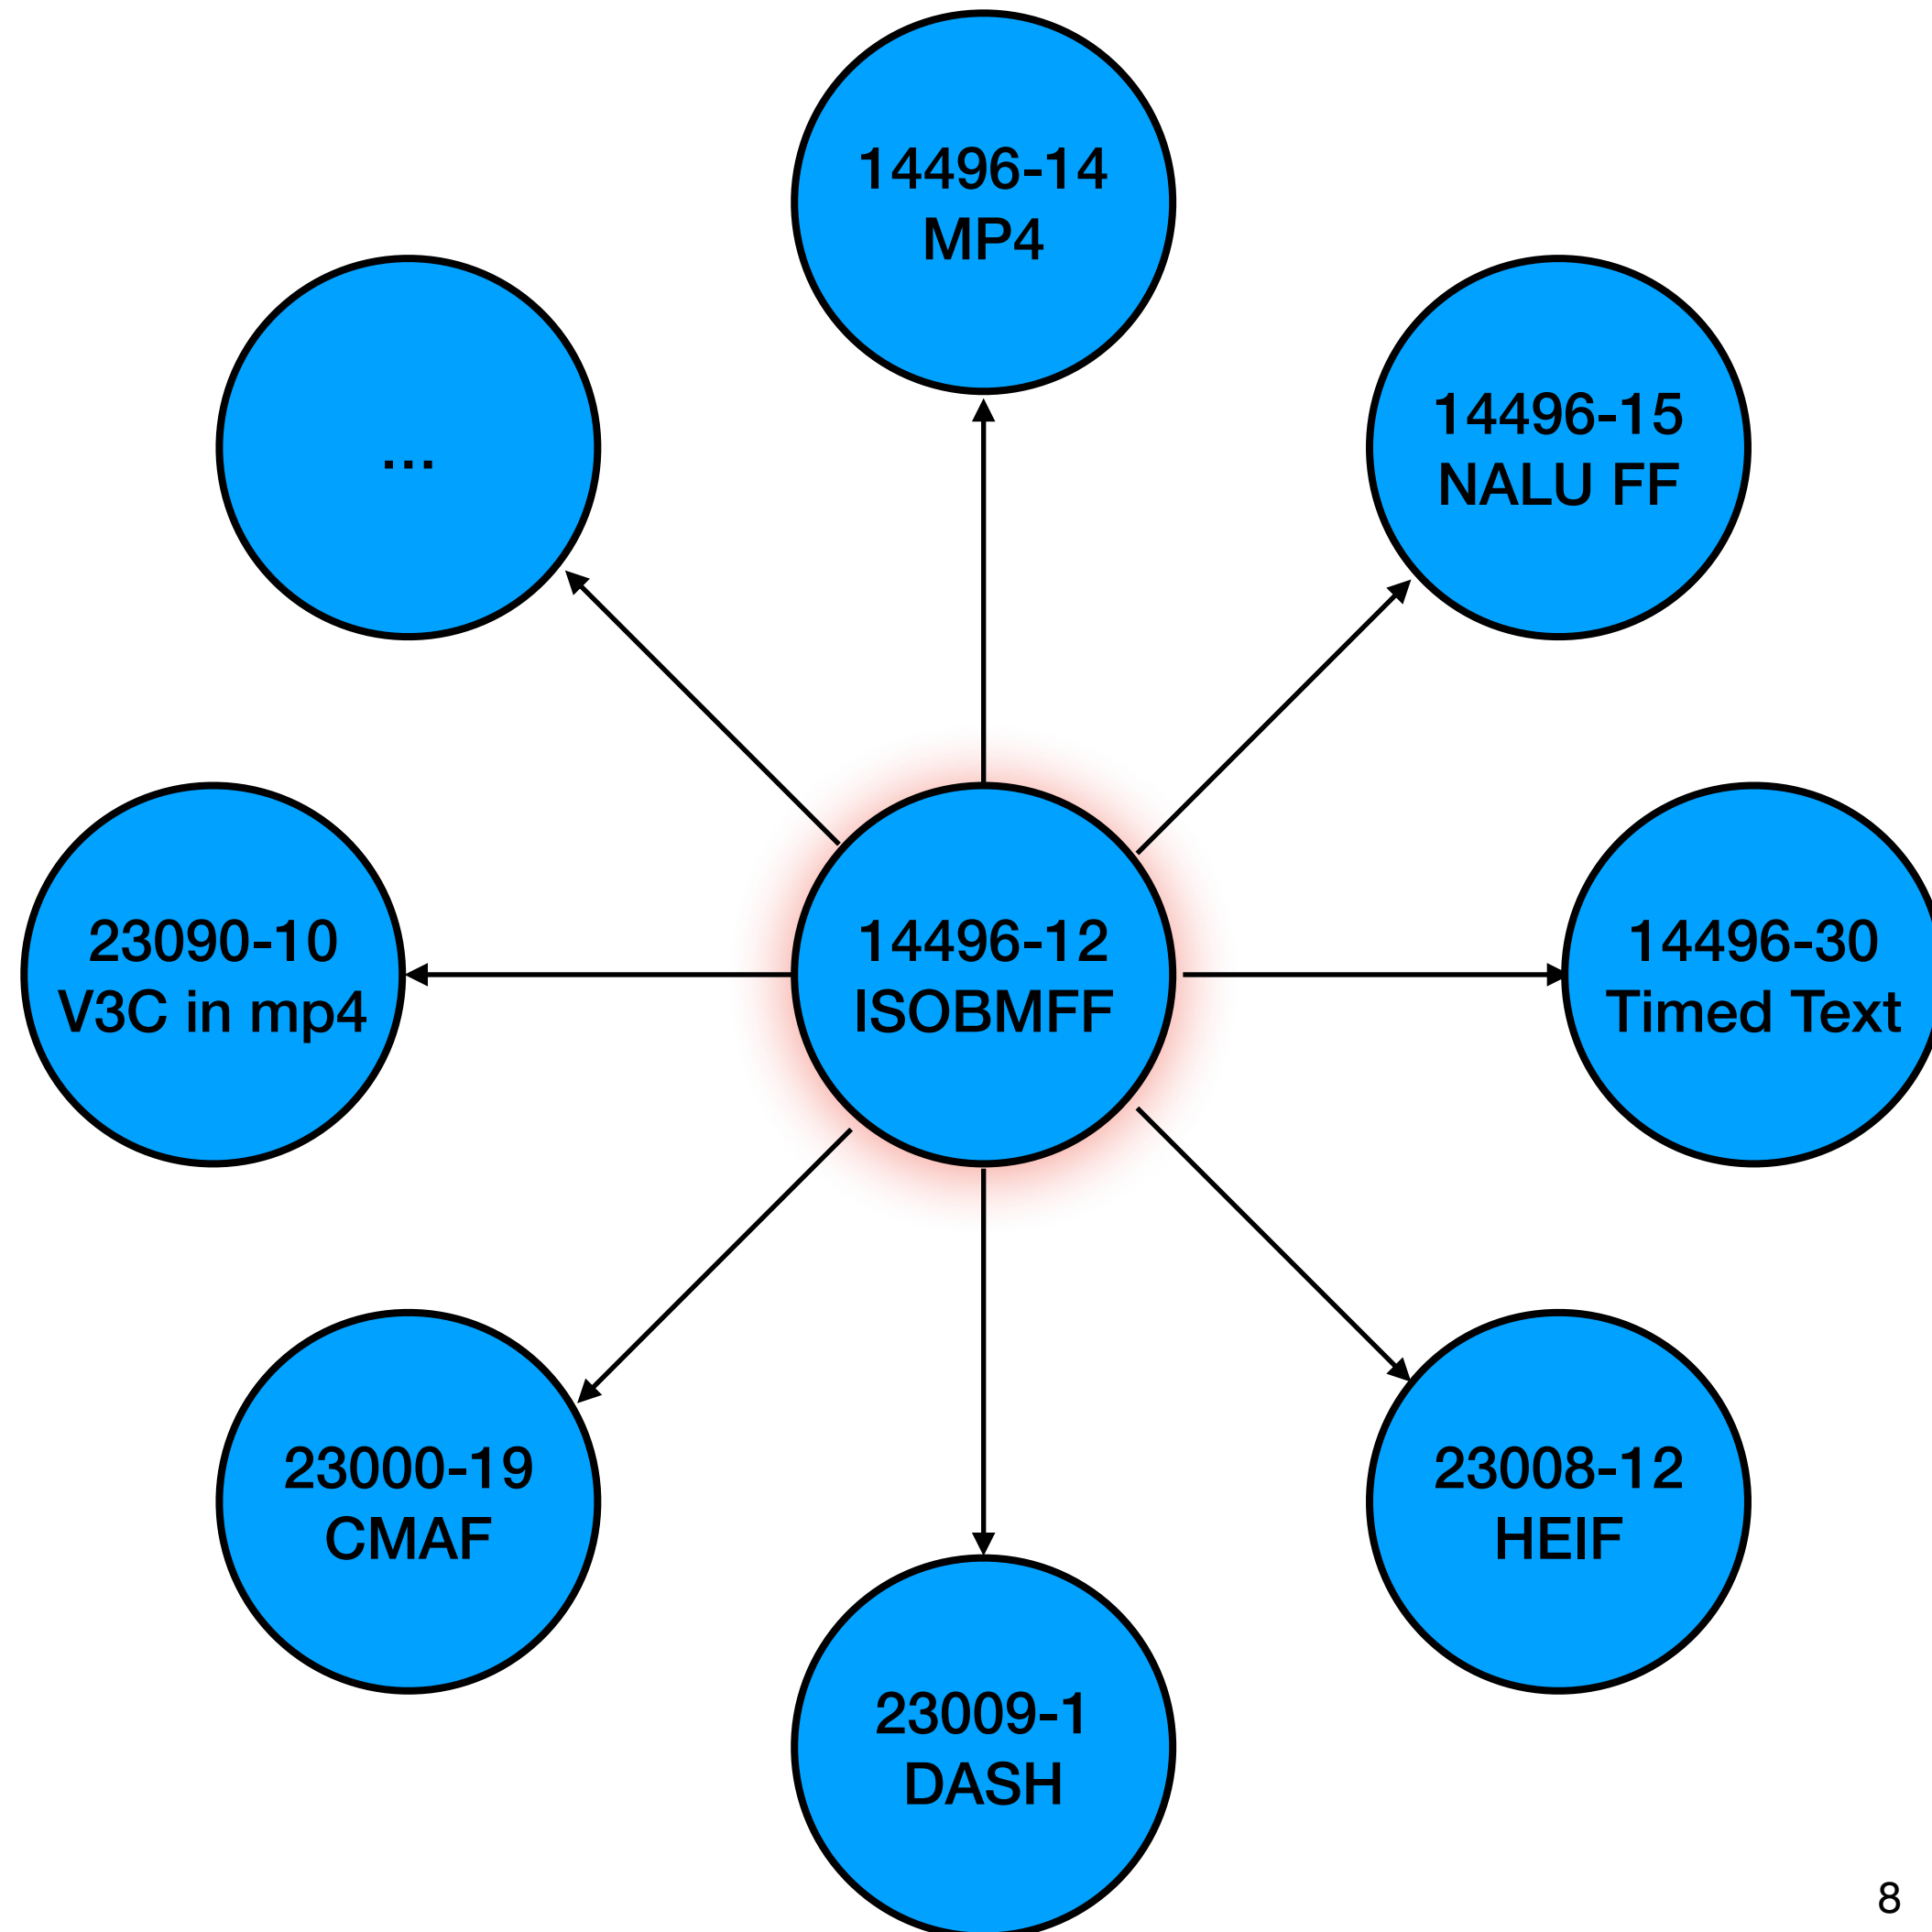 14496-14
MP4
...
14496-15
NALU FF
23090-10
V3C in mp4
14496-12
ISOBMFF
14496-30
Timed Text
23000-19
CMAF
23008-12
HEIF
23009-1
DASH
8